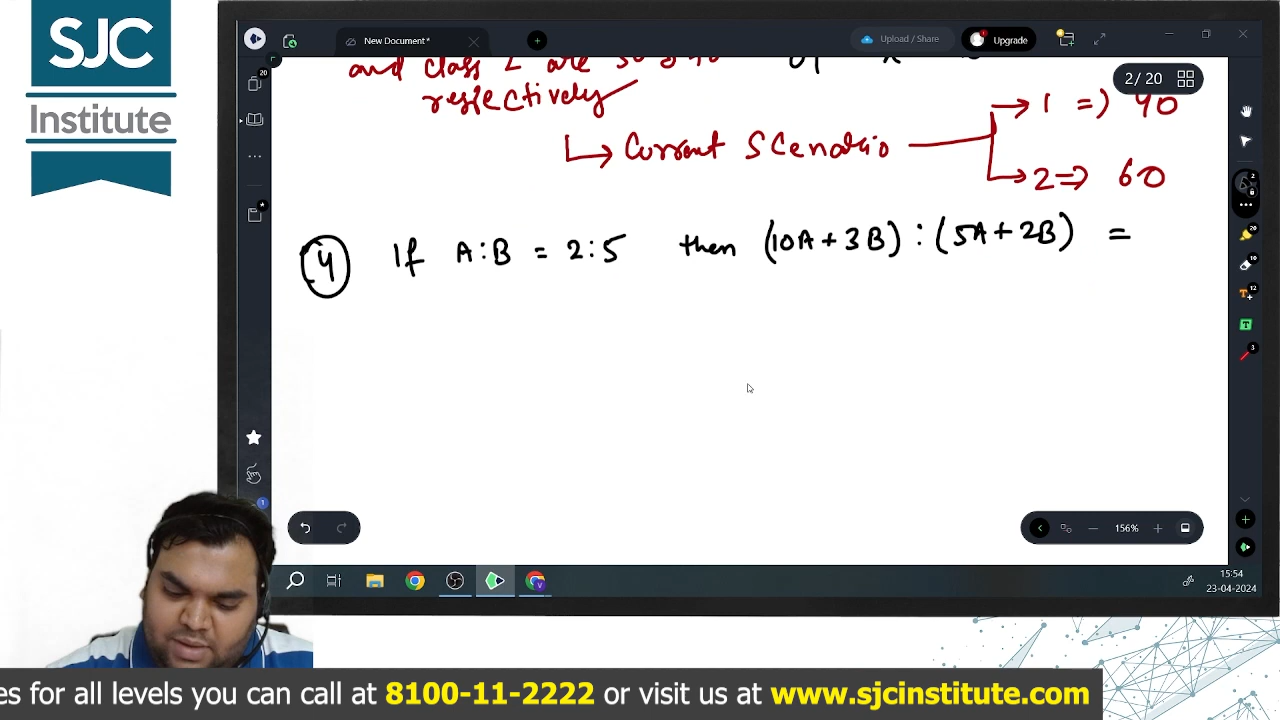 SJC
Institute
New Document*
Upload / Share
Upgrade
2/20
20
and class 2 are
respectively
1 => 40
Current Scenario
2 => 60
4 If A:B = 2:5 then (10A + 3B) : (5A + 2B) =
156%
15:54
23-04-2024
es for all levels you can call at 8100-11-2222 or visit us at www.sjcinstitute.com